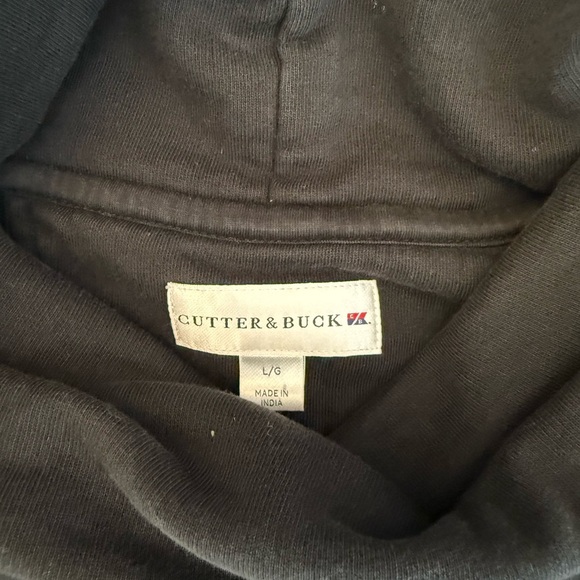 CUTTER & BUCK
L/G
MADE IN
INDIA